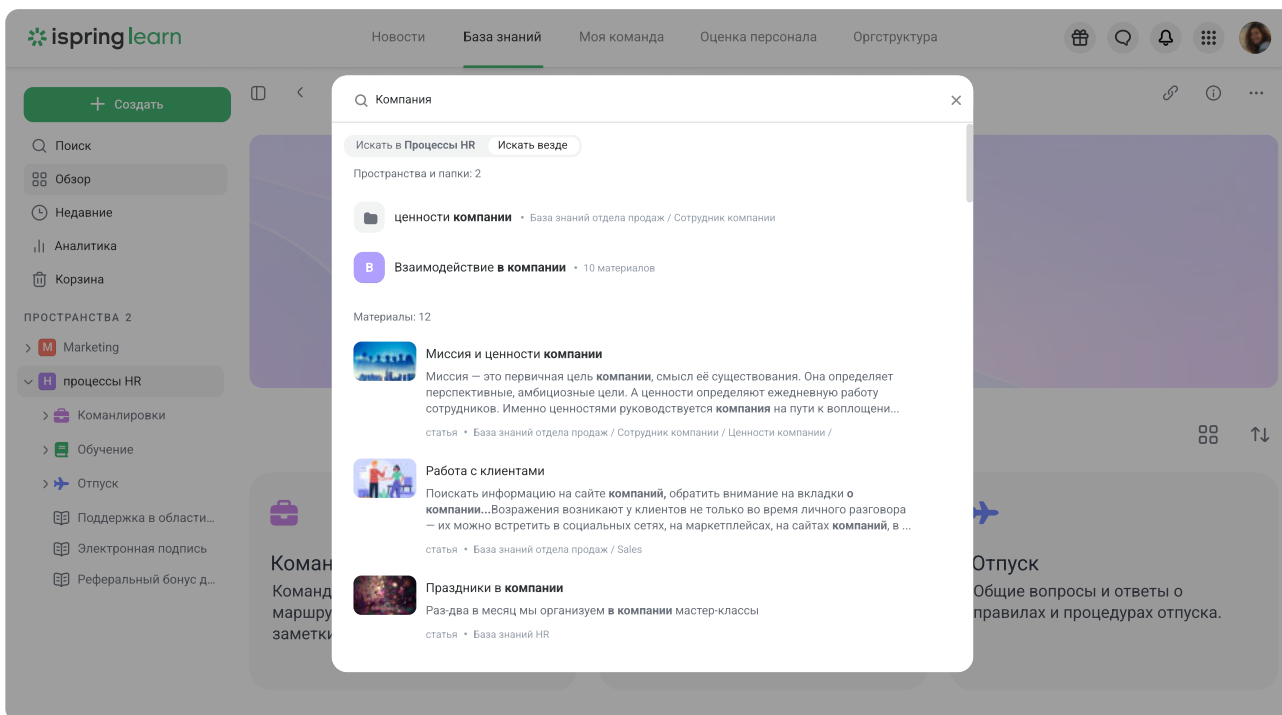 ispring learn
Новости
База знаний
Моя команда
Оценка персонала
Оргструктура
Создать
Поиск
Обзор
Недавние
Аналитика
Корзина
ПРОСТРАНСТВА 2
M Marketing
H процессы HR
Команлировки
Обучение
Отпуск
Поддержка в области...
Электронная подпись
Реферальный бонус д...
Компания
Искать в Процессы HR
Искать везде
Пространства и папки: 2
ценности компании • База знаний отдела продаж / Сотрудник компании
В Взаимодействие в компании • 10 материалов
Материалы: 12
Миссия и ценности компании
Миссия — это первичная цель компании, смысл её существования. Она определяет
перспективные, амбициозные цели. А ценности определяют ежедневную работу
сотрудников. Именно ценностями руководствуется компания на пути к воплощени...
статья • База знаний отдела продаж / Сотрудник компании / Ценности компании /
Работа с клиентами
Поискать информацию на сайте компаний, обратить внимание на вкладки о
компании...Возражения возникают у клиентов не только во время личного разговора
— их можно встретить в социальных сетях, на маркетплейсах, на сайтах компаний, в ...
статья • База знаний отдела продаж / Sales
Праздники в компании
Раз-два в месяц мы организуем в компании мастер-классы
статья • База знаний HR
Коман
Команд
маршру
заметки
Отпуск
Общие вопросы и ответы о
правилах и процедурах отпуска.